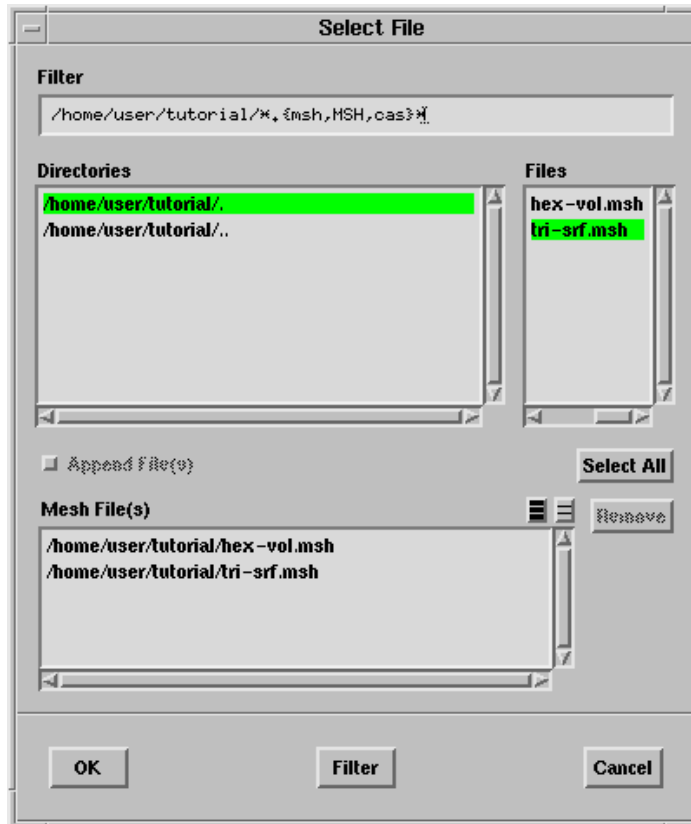 Select File
Filter
/home/user/tutorial/*.{msh,MSH,cas}*
Directories
Files
/home/user/tutorial/.
/home/user/tutorial/..
hex-vol.msh
tri-srf.msh
Append File(s)
Select All
Mesh File(s)
Remove
/home/user/tutorial/hex-vol.msh
/home/user/tutorial/tri-srf.msh
OK
Filter
Cancel